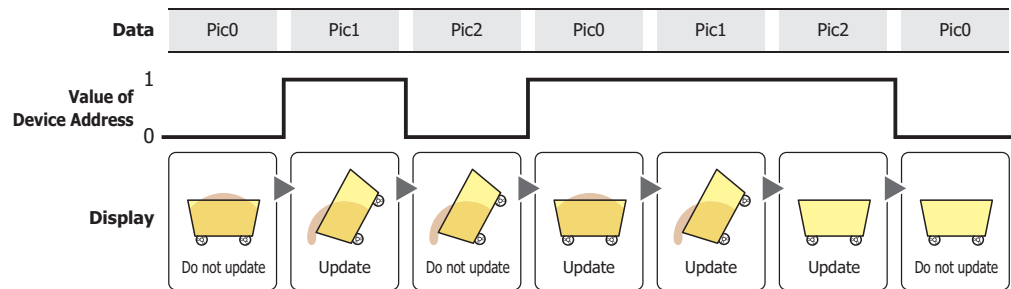 Data Pic0 Pic1 Pic2 Pic0 Pic1 Pic2 Pic0
1
Value of
Device Address
0
Display
Do not update Update Do not update Update Update Update Do not update